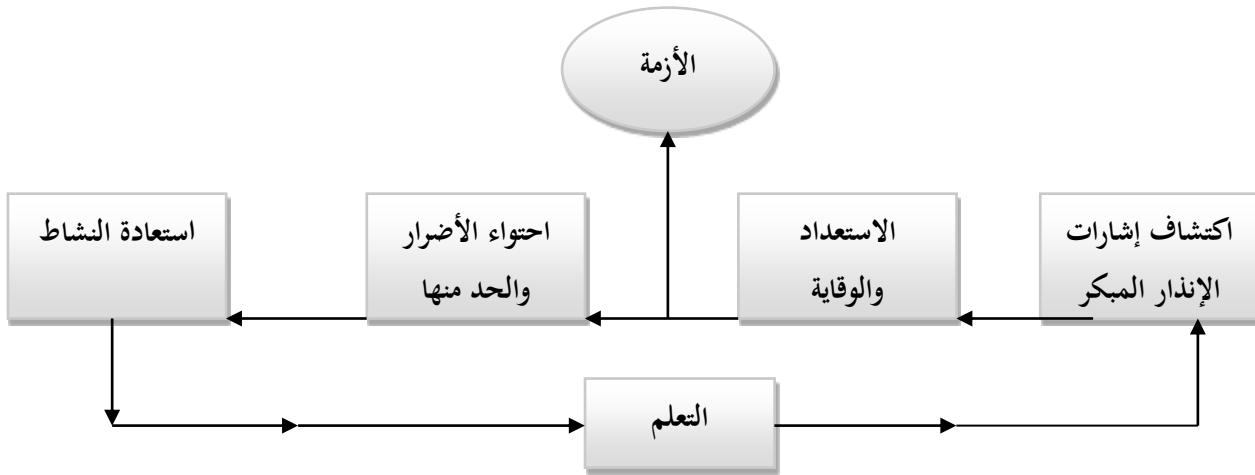 الأزمة
اكتشاف إشارات
الإنذار المبكر
الاستعداد
والوقاية
احتواء الأضرار
والحد منها
استعادة النشاط
التعلم